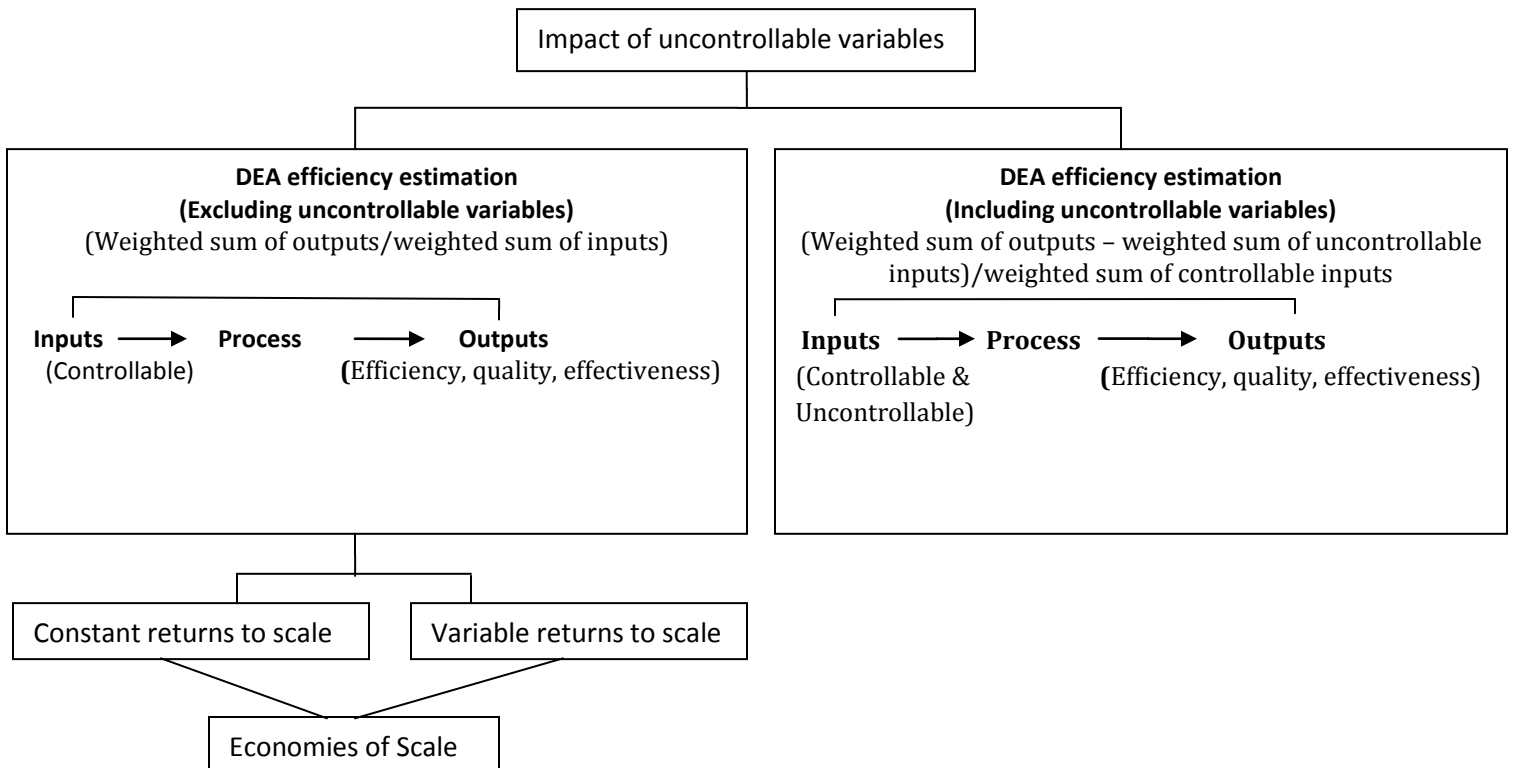 Impact of uncontrollable variables
DEA efficiency estimation
(Excluding uncontrollable variables)
(Weighted sum of outputs/weighted sum of inputs)
Inputs Process Outputs
(Controllable) (Efficiency, quality, effectiveness)
DEA efficiency estimation
(Including uncontrollable variables)
(Weighted sum of outputs – weighted sum of uncontrollable
inputs)/weighted sum of controllable inputs
Inputs Process Outputs
(Controllable & (Efficiency, quality, effectiveness)
Uncontrollable)
Constant returns to scale
Variable returns to scale
Economies of Scale